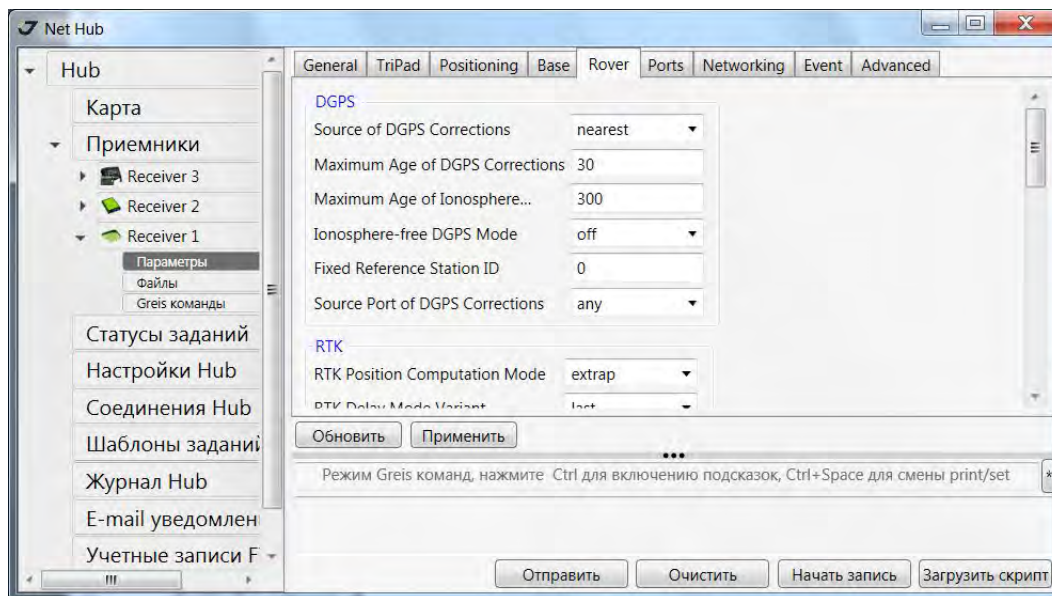 Net Hub
Hub
Карта
Приемники
Receiver 3
Receiver 2
Receiver 1
Параметры
Файлы
Greis команды
Статусы заданий
Настройки Hub
Соединения Hub
Шаблоны заданий
Журнал Hub
E-mail уведомлен
Учетные записи F
General TriPad Positioning Base Rover Ports Networking Event Advanced
DGPS
Source of DGPS Corrections nearest
Maximum Age of DGPS Corrections 30
Maximum Age of Ionosphere... 300
Ionosphere-free DGPS Mode off
Fixed Reference Station ID 0
Source Port of DGPS Corrections any
RTK
RTK Position Computation Mode extrap
RTK Delay Mode Variant last
Обновить Применить
Режим Greis команд, нажмите Ctrl для включению подсказок, Ctrl+Space для смены print/set
*
Отправить Очистить Начать запись Загрузить скрипт